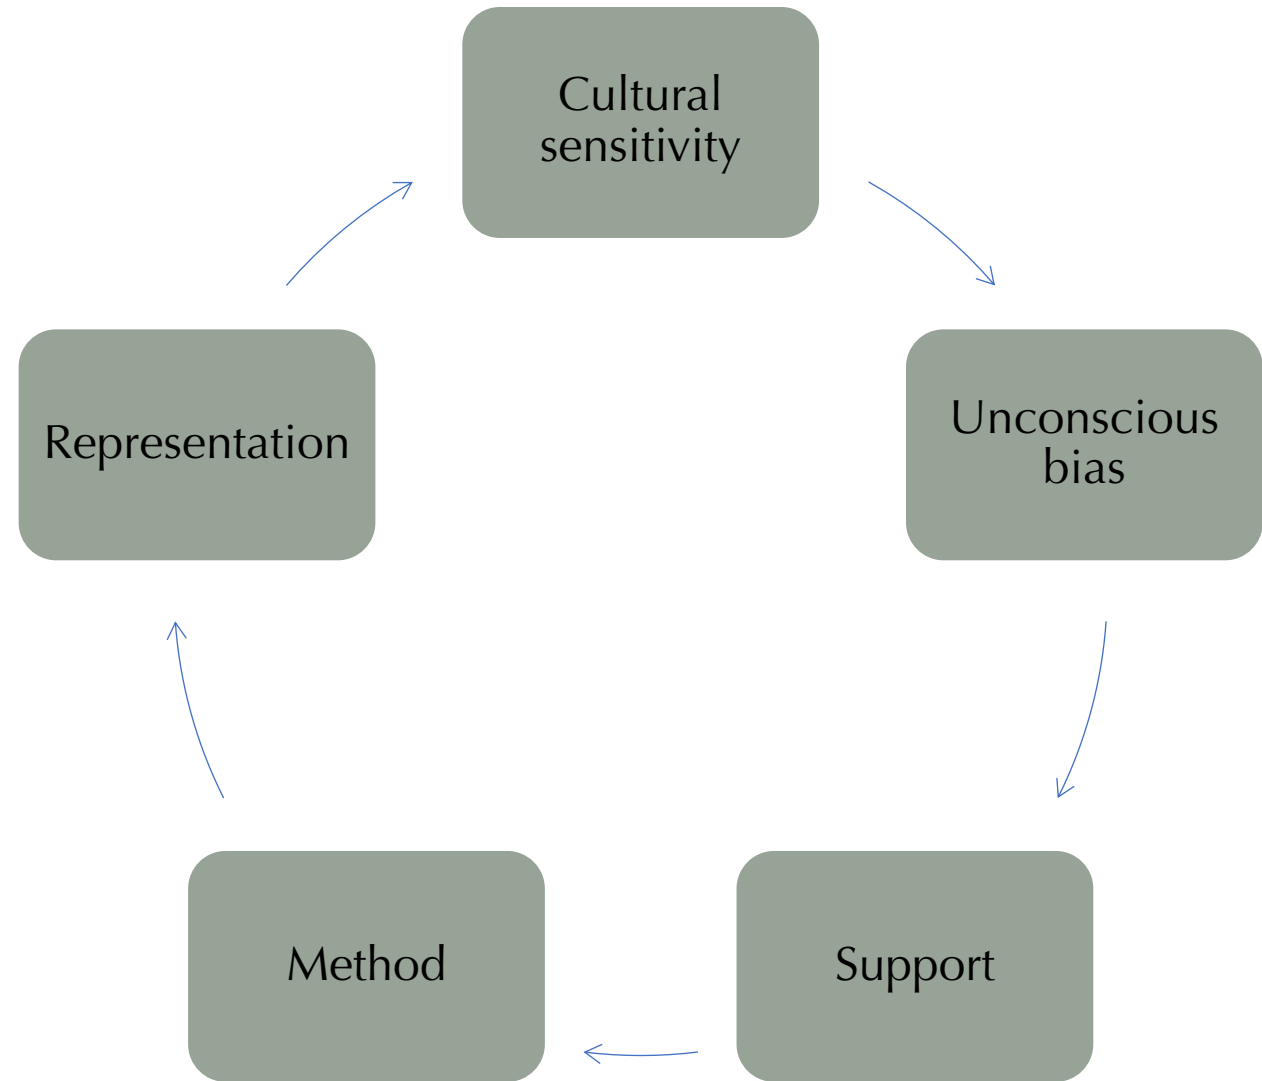 Cultural
sensitivity
Unconscious
bias
Support
Method
Representation